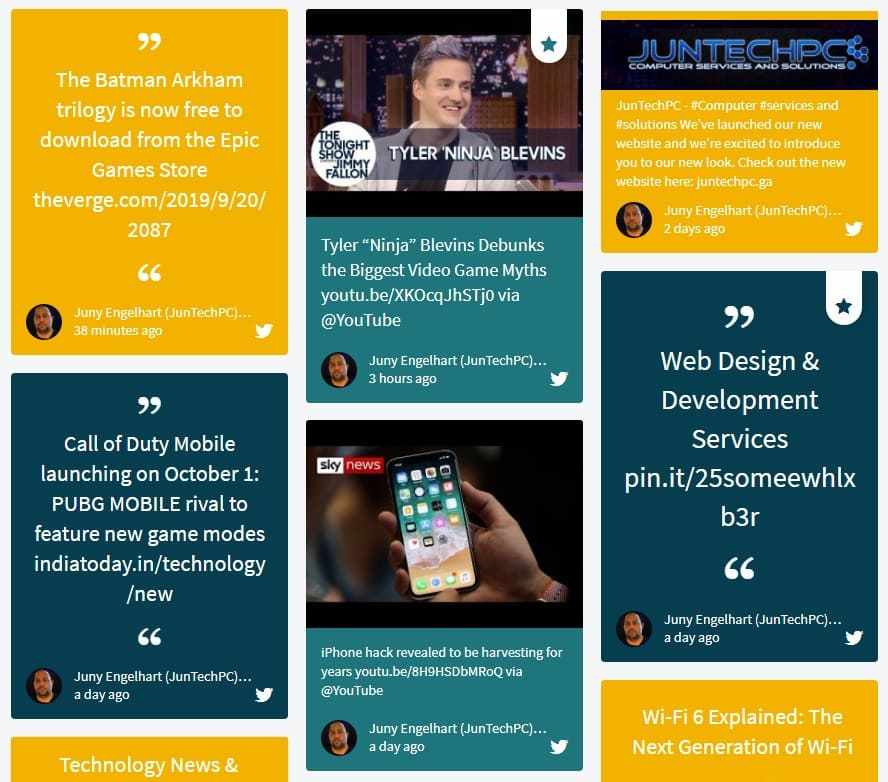 ”
The Batman Arkham
trilogy is now free to
download from the Epic
Games Store
theverge.com/2019/9/20/
2087
“
Juny Engelhart (JunTechPC)...
38 minutes ago
”
Call of Duty Mobile
launching on October 1:
PUBG MOBILE rival to
feature new game modes
indiatoday.in/technology
/new
“
Juny Engelhart (JunTechPC)...
a day ago
Technology News &
THE
TONIGHT
SHOW
JIMMY
FALLON
TYLER 'NINJA' BLEVINS
Tyler “Ninja” Blevins Debunks
the Biggest Video Game Myths
youtu.be/XKOcqJhSTj0 via
@YouTube
Juny Engelhart (JunTechPC)...
3 hours ago
sky news
iPhone hack revealed to be harvesting for
years youtu.be/8H9HSDbMRoQ via
@YouTube
Juny Engelhart (JunTechPC)...
a day ago
JUNTECHPC
COMPUTER SERVICES AND SOLUTIONS
JunTechPC - #Computer #services and
#solutions We've launched our new
website and we're excited to introduce
you to our new look. Check out the new
website here: juntechpc.ga
Juny Engelhart (JunTechPC)...
2 days ago
”
Web Design &
Development
Services
pin.it/25someewhlx
b3r
“
Juny Engelhart (JunTechPC)...
a day ago
Wi-Fi 6 Explained: The
Next Generation of Wi-Fi